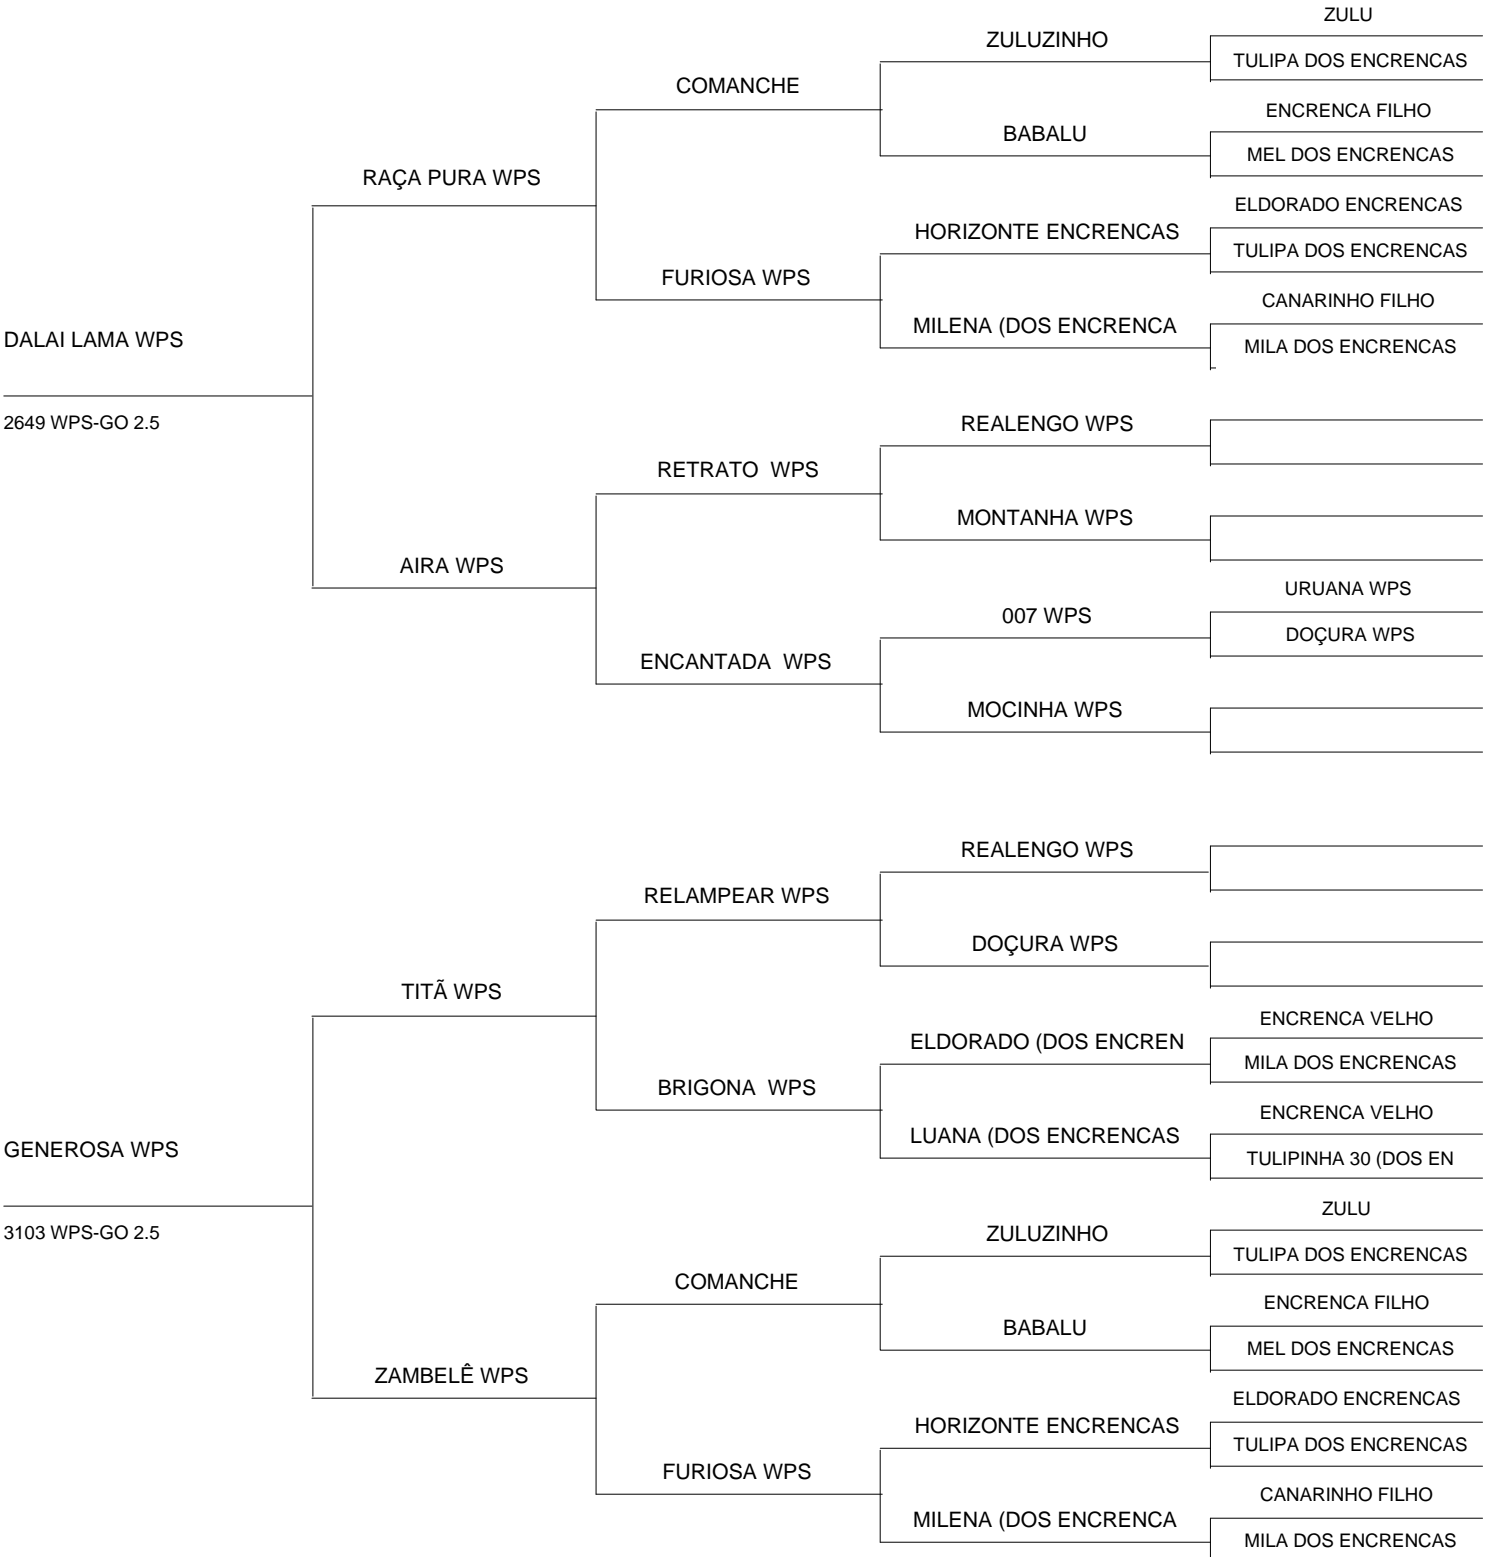 ZULU
ZULUZINHO
TULIPA DOS ENCRENCAS
COMANCHE
ENCRENCA FILHO
BABALU
MEL DOS ENCRENCAS
RAÇA PURA WPS
ELDORADO ENCRENCAS
HORIZONTE ENCRENCAS
TULIPA DOS ENCRENCAS
FURIOSA WPS
CANARINHO FILHO
MILENA (DOS ENCRENCA
MILA DOS ENCRENCAS
DALAI LAMA WPS
2649 WPS-GO 2.5
REALENGO WPS
RETRATO  WPS
MONTANHA WPS
AIRA WPS
URUANA WPS
007 WPS
DOÇURA WPS
ENCANTADA  WPS
MOCINHA WPS
REALENGO WPS
RELAMPEAR WPS
DOÇURA WPS
TITÃ WPS
ENCRENCA VELHO
ELDORADO (DOS ENCREN
MILA DOS ENCRENCAS
BRIGONA  WPS
ENCRENCA VELHO
LUANA (DOS ENCRENCAS
TULIPINHA 30 (DOS EN
GENEROSA WPS
3103 WPS-GO 2.5
ZULU
ZULUZINHO
TULIPA DOS ENCRENCAS
COMANCHE
ENCRENCA FILHO
BABALU
MEL DOS ENCRENCAS
ZAMBELÊ WPS
ELDORADO ENCRENCAS
HORIZONTE ENCRENCAS
TULIPA DOS ENCRENCAS
FURIOSA WPS
CANARINHO FILHO
MILENA (DOS ENCRENCA
MILA DOS ENCRENCAS